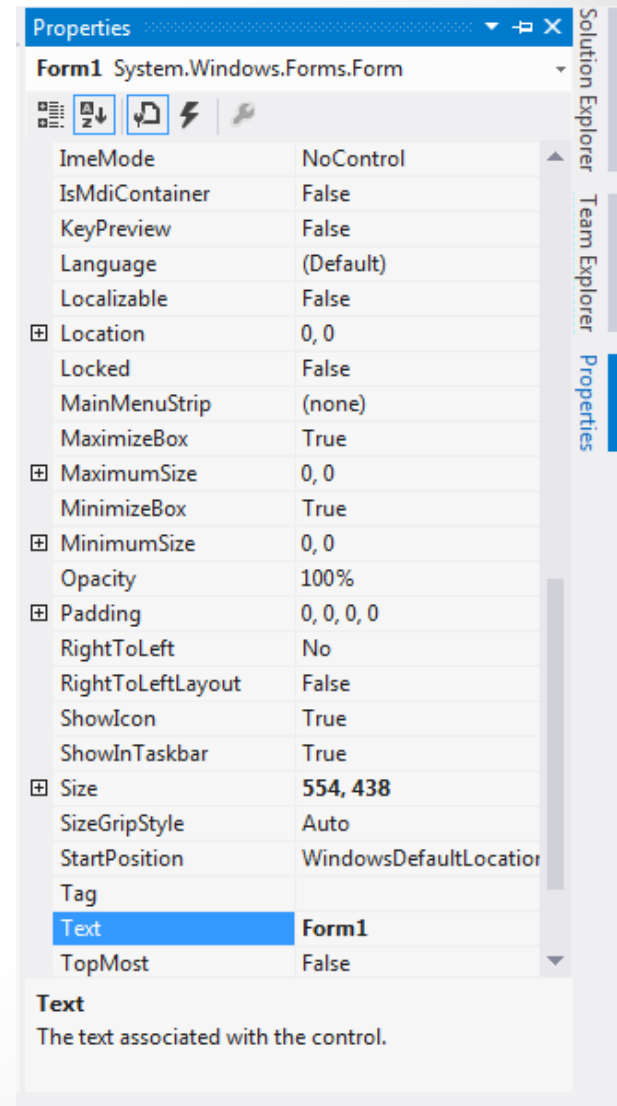 Properties
Form1 System.Windows.Forms.Form
ImeMode NoControl
IsMdiContainer False
KeyPreview False
Language (Default)
Localizable False
Location 0, 0
Locked False
MainMenuStrip (none)
MaximizeBox True
MaximumSize 0, 0
MinimizeBox True
MinimumSize 0, 0
Opacity 100%
Padding 0, 0, 0, 0
RightToLeft No
RightToLeftLayout False
ShowIcon True
ShowInTaskbar True
Size 554, 438
SizeGripStyle Auto
StartPosition WindowsDefaultLocation
Tag
Text Form1
TopMost False
Text
The text associated with the control.
Solution Explorer
Team Explorer
Properties